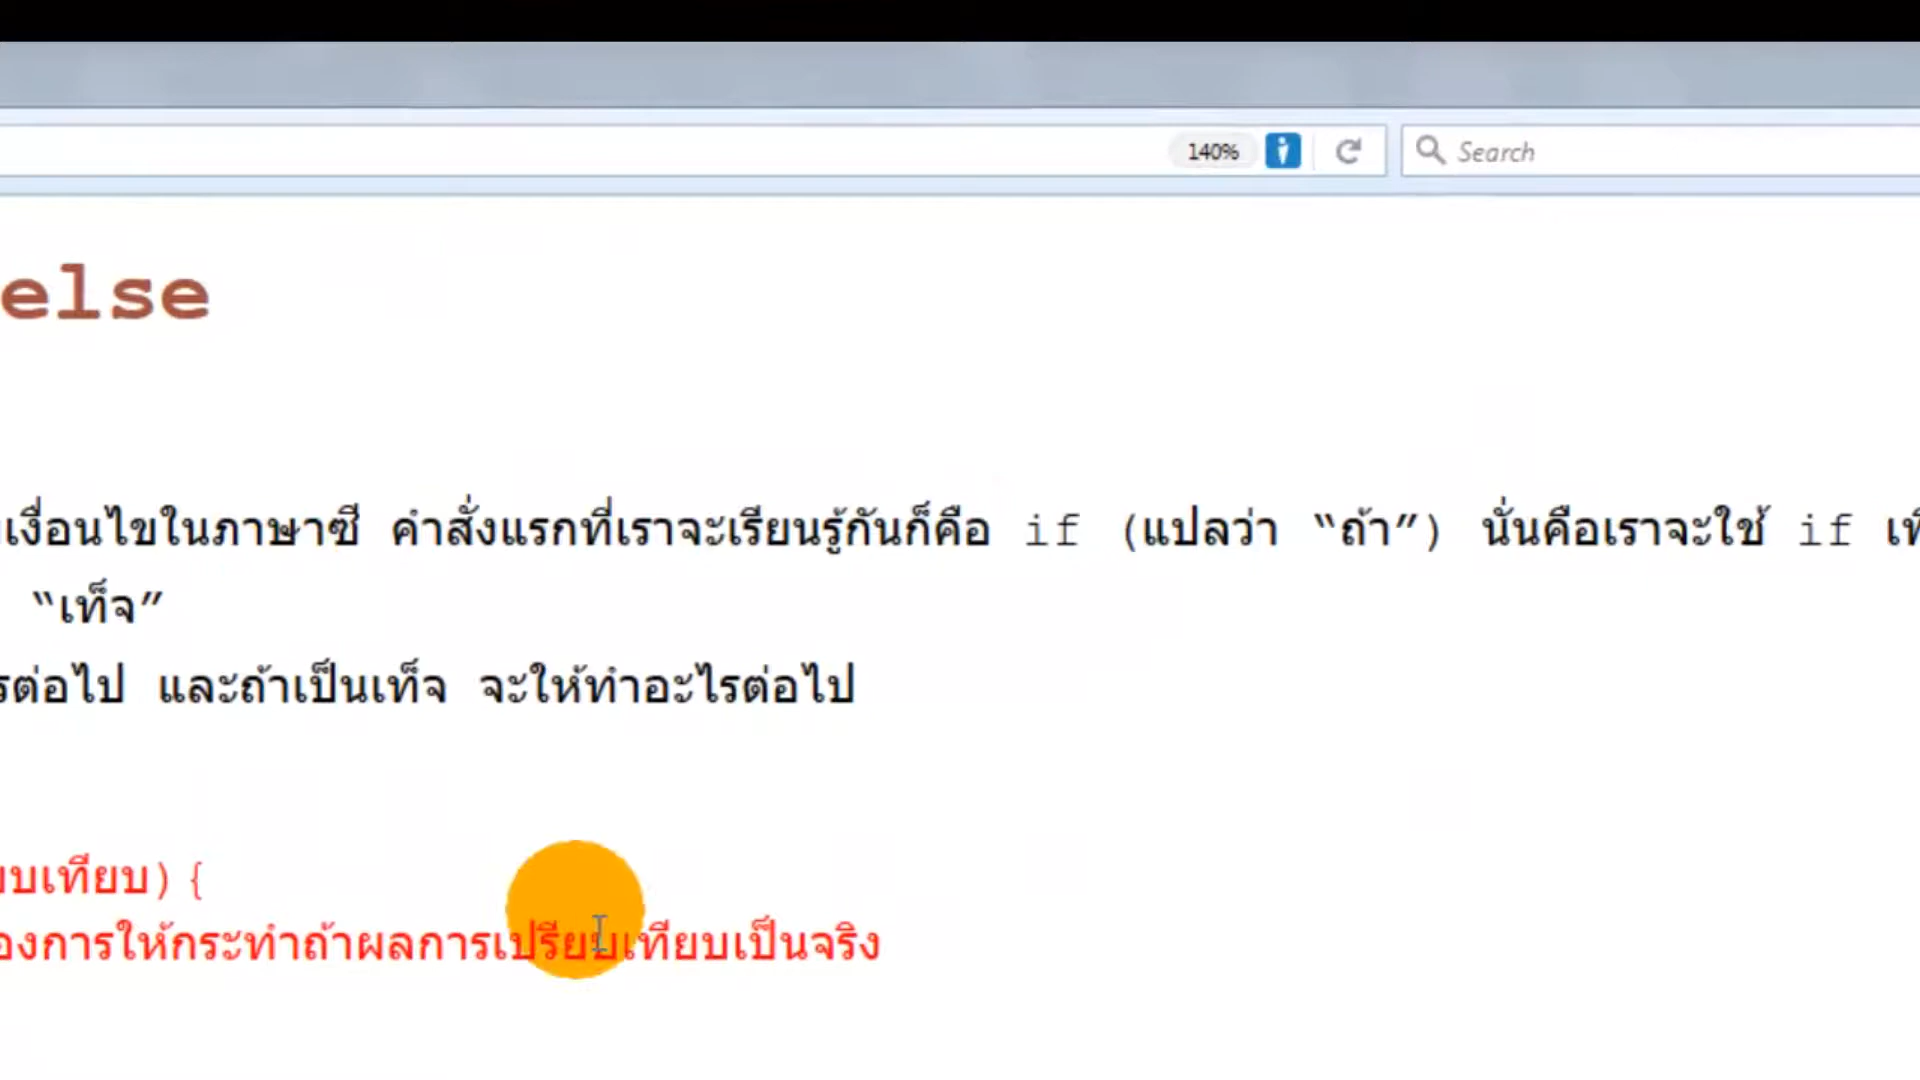 140%
Search
else
เงื่อนไขในภาษาซี คำสั่งแรกที่เราจะเรียนรู้กันก็คือ if (แปลว่า “ถ้า”) นั่นคือเราจะใช้ if
“เท็จ”
รต่อไป และถ้าเป็นเท็จ จะให้ทำอะไรต่อไป
ยบเทียบ) {
องการให้กระทำถ้าผลการเปรียบเทียบเป็นจริง